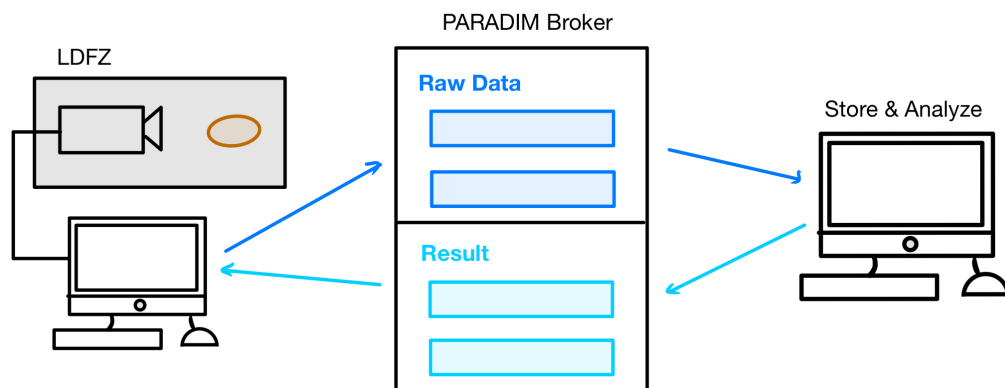 PARADIM Broker
LDFZ
Raw Data
Store & Analyze
Result